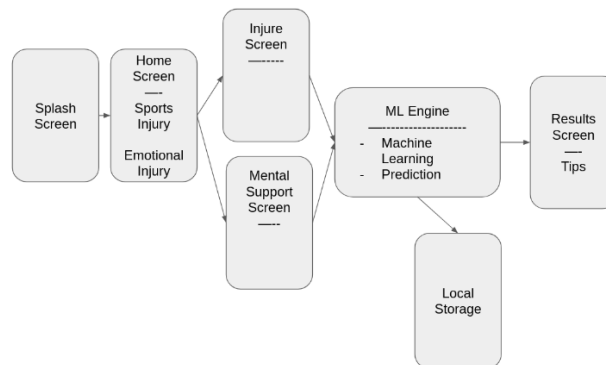 Splash
Screen
Home
Screen
—--
Sports
Injury
Emotional
Injury
Injure
Screen
—-----
Mental
Support
Screen
—---
ML Engine
—----------------------
- Machine
Learning
- Prediction
Results
Screen
—--
Tips
Local
Storage